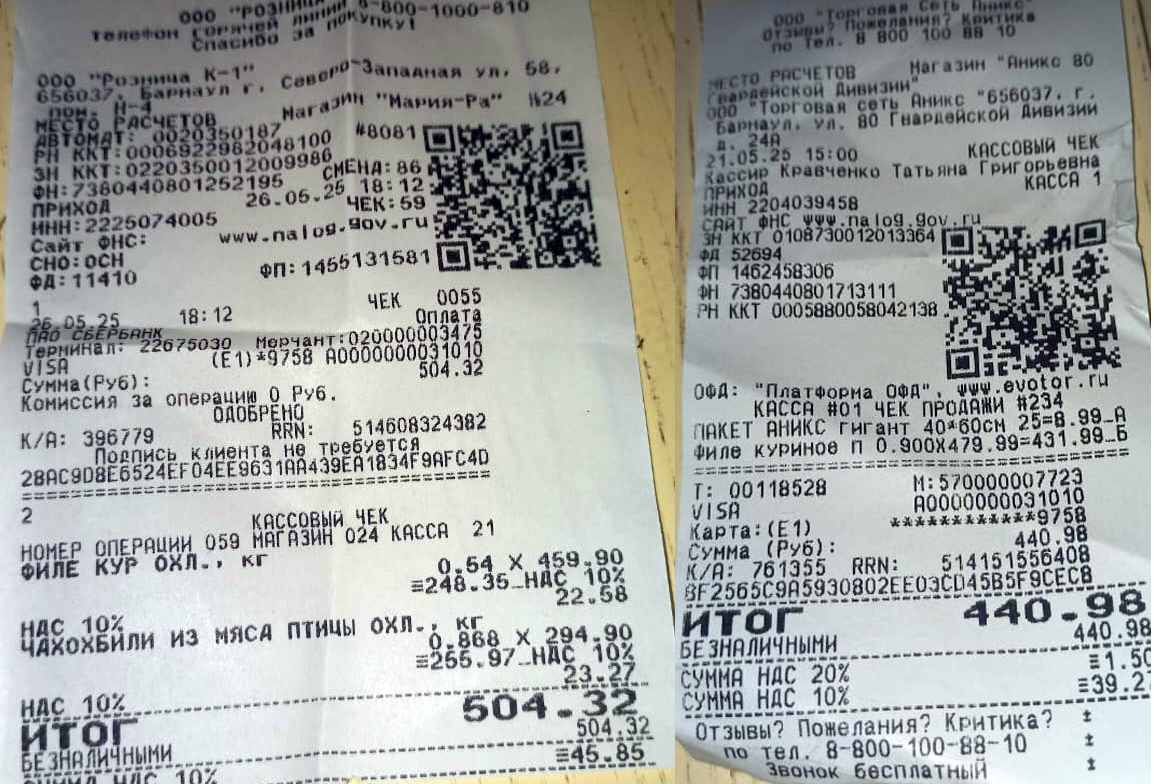 ООО "РОЗНИЦА
телефон горячей линии 8-800-1000-810
Спасибо за покупку!
ООО "Розница К-1"
656037, Барнаул г, Северо-Западная ул, 58,
пом. Н-4
МЕСТО РАСЧЕТОВ Магазин "Мария-Ра" №24
АВТОМАТ: 0020350187 #8081
РН ККТ:0006922982048100
ЗН ККТ:0220350012009986
СМЕНА: 86
ФН:7380440801252195
26.05.25 18:12
ПРИХОД ЧЕК:59
ИНН:2225074005
Сайт ФНС: www.nalog.gov.ru
СНО:ОСН
ФД:11410 ФП:1455131581
1 ЧЕК 0055
26.05.25 18:12 Оплата
ПАО СБЕРБАНК
Терминал: 22675030 Мерчант:020000003475
VISA (E1)*9758 A0000000031010
Сумма(Руб): 504.32
Комиссия за операцию 0 Руб.
ОДОБРЕНО
К/А: 396779 RRN: 514608324382
Подпись клиента не требуется
28AC9D8E6524EF04EE9631AA439EA1834F9AFC4D
2 КАССОВЫЙ ЧЕК
НОМЕР ОПЕРАЦИИ 059 МАГАЗИН 024 КАССА 21
ФИЛЕ КУР ОХЛ., кг
0.54 X 459.90
≡248.35_НДС 10%
НДС 10% 22.58
ЧАХОХБИЛИ ИЗ МЯСА ПТИЦЫ ОХЛ., кг
0.868 X 294.90
≡255.97_НДС 10%
НДС 10% 23.27
ИТОГ 504.32
БЕЗНАЛИЧНЫМИ 504.32
СУММА НДС 10% ≡45.85
ООО "Торговая Сеть Аникс"
Отзывы? Пожелания? Критика
по тел. 8 800 100 88 10
МЕСТО РАСЧЕТОВ Магазин "Аникс 80
Гвардейской Дивизии"
ООО "Торговая сеть Аникс "656037, г.
Барнаул, ул. 80 Гвардейской Дивизии
д. 24А
21.05.25 15:00 КАССОВЫЙ ЧЕК
Кассир Кравченко Татьяна Григорьевна
ПРИХОД КАССА 1
ИНН 2204039458
САЙТ ФНС www.nalog.gov.ru
ЗН ККТ 0108730012013364
ФД 52694
ФП 1462458306
ФН 7380440801713111
РН ККТ 0005880058042138
ОФД: "Платформа ОФД", www.evotor.ru
КАССА #01 ЧЕК ПРОДАЖИ #234
ПАКЕТ АНИКС гигант 40*60см 25=8.99_А
Филе куриное П 0.900X479.99=431.99_Б
Т: 00118528 М:570000007723
VISA A0000000031010
Карта:(E1) ************9758
Сумма (Руб): 440.98
К/А: 761355 RRN: 514151556408
BF2565C9A5930802EE03CD45B5F9CEC8
ИТОГ 440.98
БЕЗНАЛИЧНЫМИ 440.98
СУММА НДС 20% ≡1.50
СУММА НДС 10% ≡39.27
Отзывы? Пожелания? Критика?
по тел. 8-800-100-88-10
Звонок бесплатный